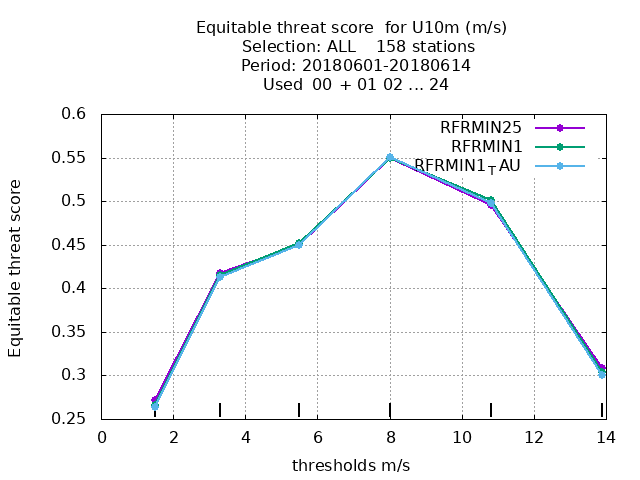 Equitable threat score for U10m (m/s)
Selection: ALL 158 stations
Period: 20180601-20180614
Used 00 + 01 02 ... 24
RFRMIN25
RFRMIN1
RFRMIN1TAU
Equitable threat score
0.6
0.55
0.5
0.45
0.4
0.35
0.3
0.25
0 2 4 6 8 10 12 14
thresholds m/s